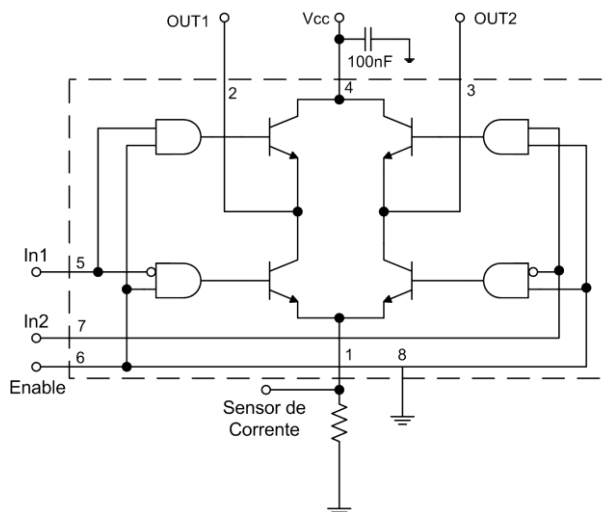 OUT1
Vcc
OUT2
100nF
2
4
3
In1
5
In2
7
6
Enable
1
8
Sensor de
Corrente